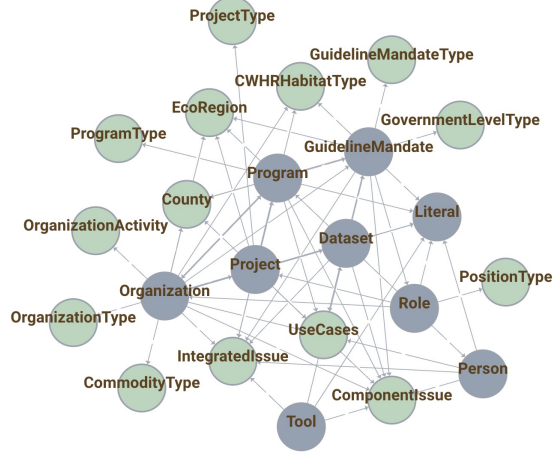 ProjectType
GuidelineMandateType
CWHRHabitatType
EcoRegion
GovernmentLevelType
ProgramType
GuidelineMandate
Program
County
Literal
OrganizationActivity
Dataset
Project
PositionType
Organization
Role
OrganizationType
UseCases
IntegratedIssue
Person
CommodityType
ComponentIssue
Tool